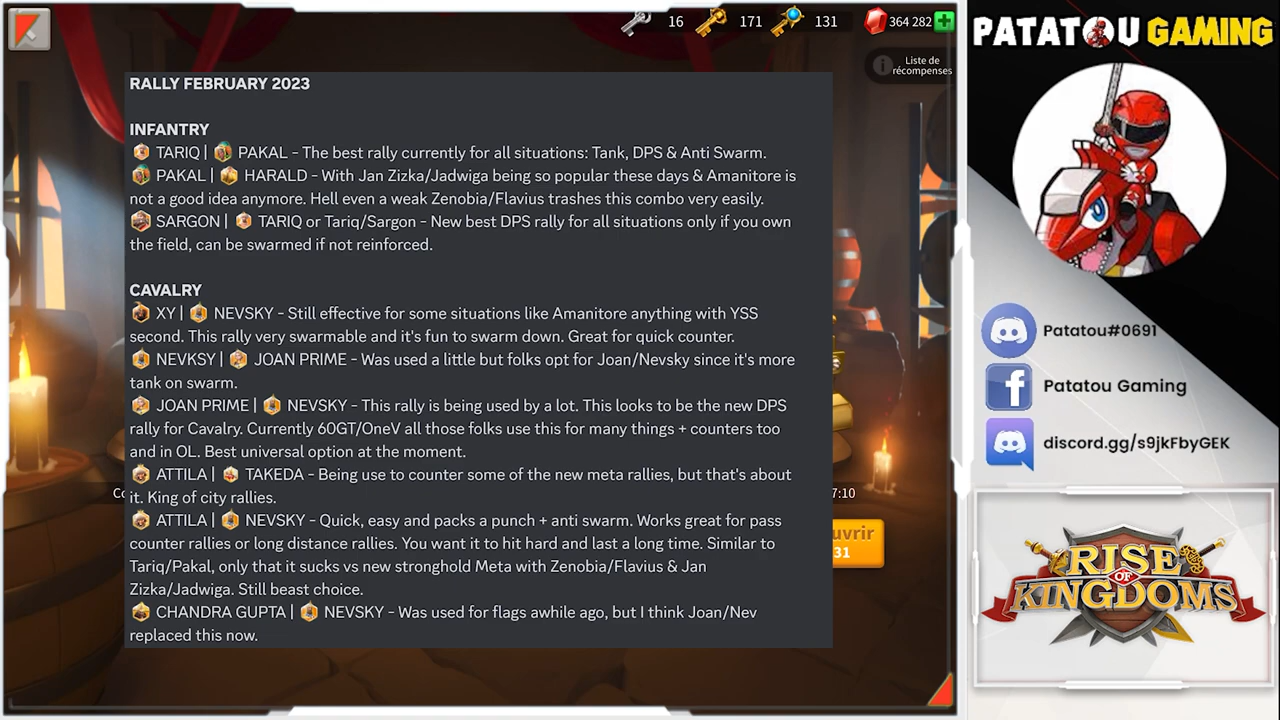 16
171
131
364 282
Liste de
récompenses
RALLY FEBRUARY 2023
INFANTRY
TARIQ | PAKAL - The best rally currently for all situations: Tank, DPS & Anti Swarm.
PAKAL | HARALD - With Jan Zizka/Jadwiga being so popular these days & Amanitore is
not a good idea anymore. Hell even a weak Zenobia/Flavius trashes this combo very easily.
SARGON | TARIQ or Tariq/Sargon - New best DPS rally for all situations only if you own
the field, can be swarmed if not reinforced.
CAVALRY
XY | NEVSKY - Still effective for some situations like Amanitore anything with YSS
second. This rally very swarmable and it's fun to swarm down. Great for quick counter.
NEVKSY | JOAN PRIME - Was used a little but folks opt for Joan/Nevsky since it's more
tank on swarm.
JOAN PRIME | NEVSKY - This rally is being used by a lot. This looks to be the new DPS
rally for Cavalry. Currently 60GT/OneV all those folks use this for many things + counters too
and in OL. Best universal option at the moment.
ATTILA | TAKEDA - Being use to counter some of the new meta rallies, but that's about
it. King of city rallies.
ATTILA | NEVSKY - Quick, easy and packs a punch + anti swarm. Works great for pass
counter rallies or long distance rallies. You want it to hit hard and last a long time. Similar to
Tariq/Pakal, only that it sucks vs new stronghold Meta with Zenobia/Flavius & Jan
Zizka/Jadwiga. Still beast choice.
CHANDRA GUPTA | NEVSKY - Was used for flags awhile ago, but I think Joan/Nev
replaced this now.
Co
7:10
uvrir
31
PATATOU GAMING
Patatou#0691
Patatou Gaming
discord.gg/s9jkFbyGEK
RISE
OF
KINGDOMS